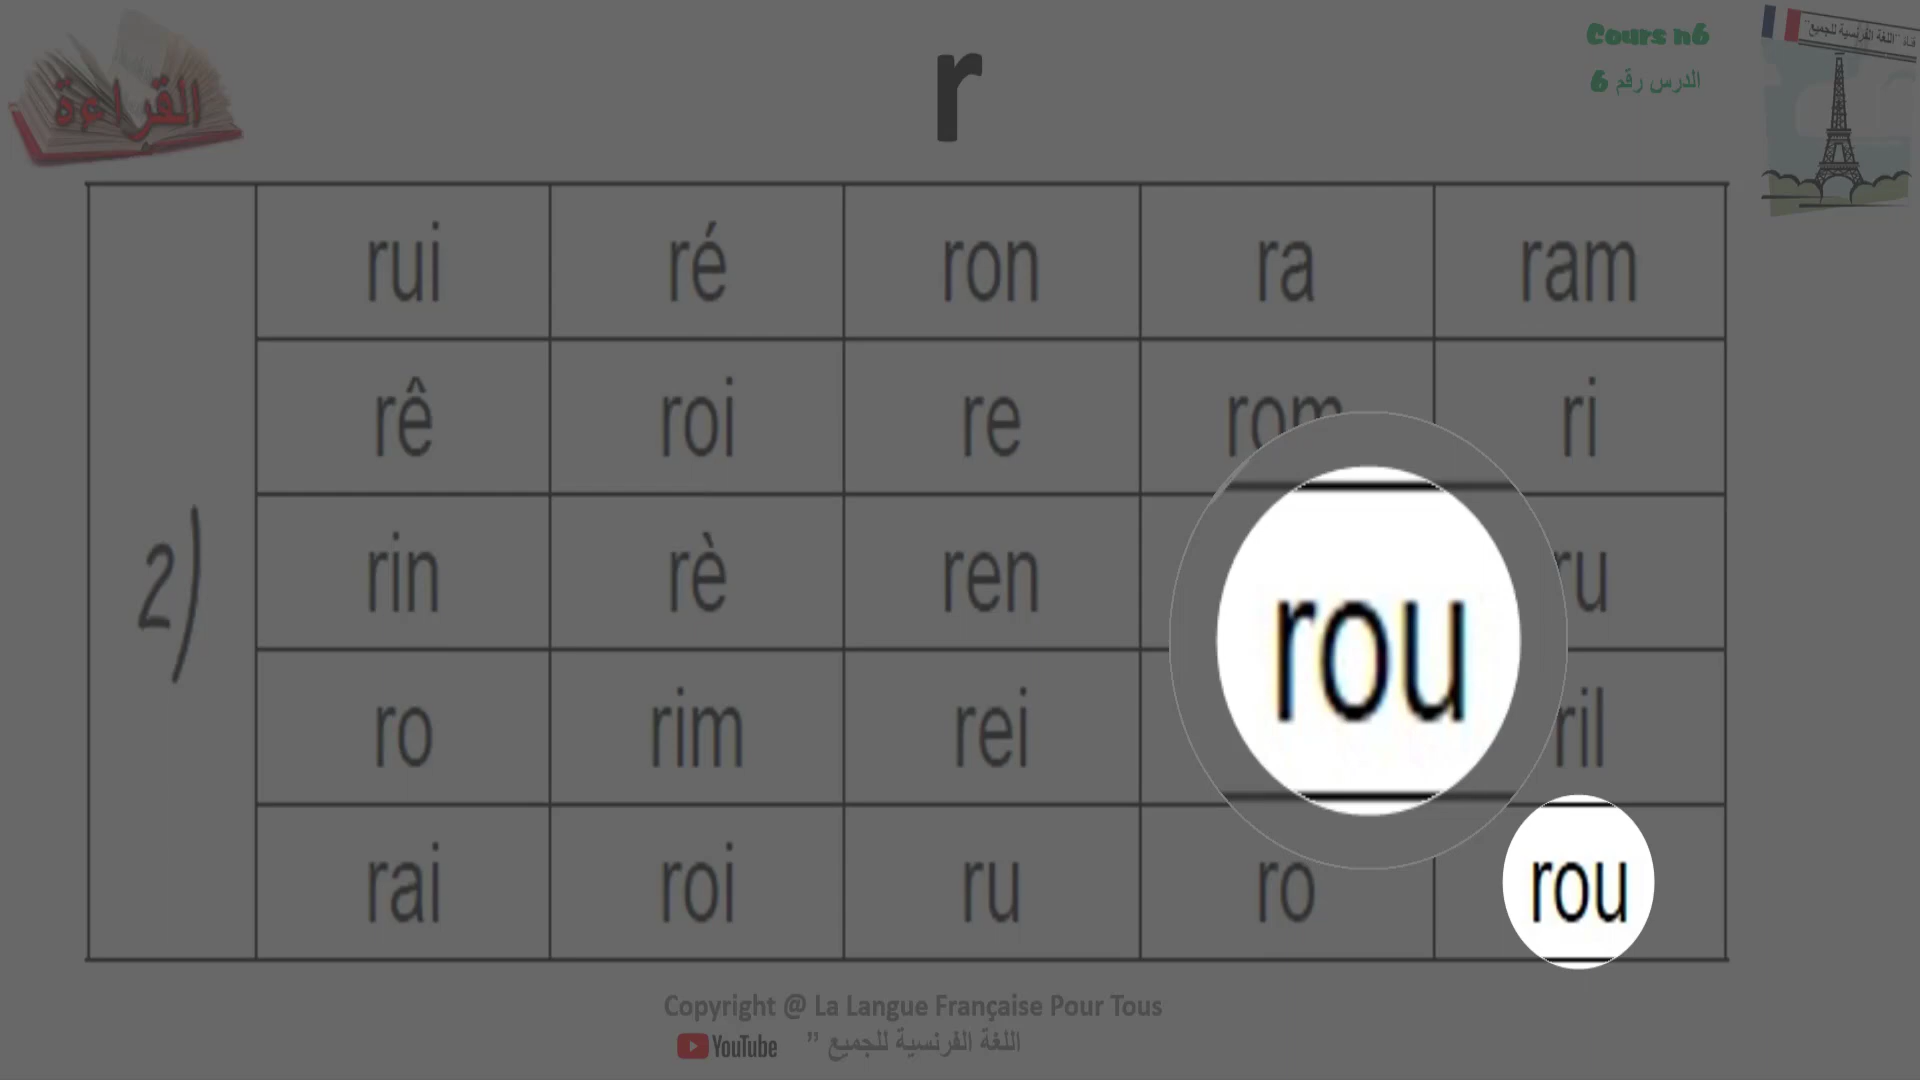 القراءة
r
Cours n6
الدرس رقم 6
قناة "اللغة الفرنسية للجميع"
2)
rui ré ron ra ram
rê roi re rom ri
rin rè ren ru
ro rim rei ril
rou
rai roi ru ro rou
Copyright @ La Langue Française Pour Tous
YouTube اللغة الفرنسية للجميع "